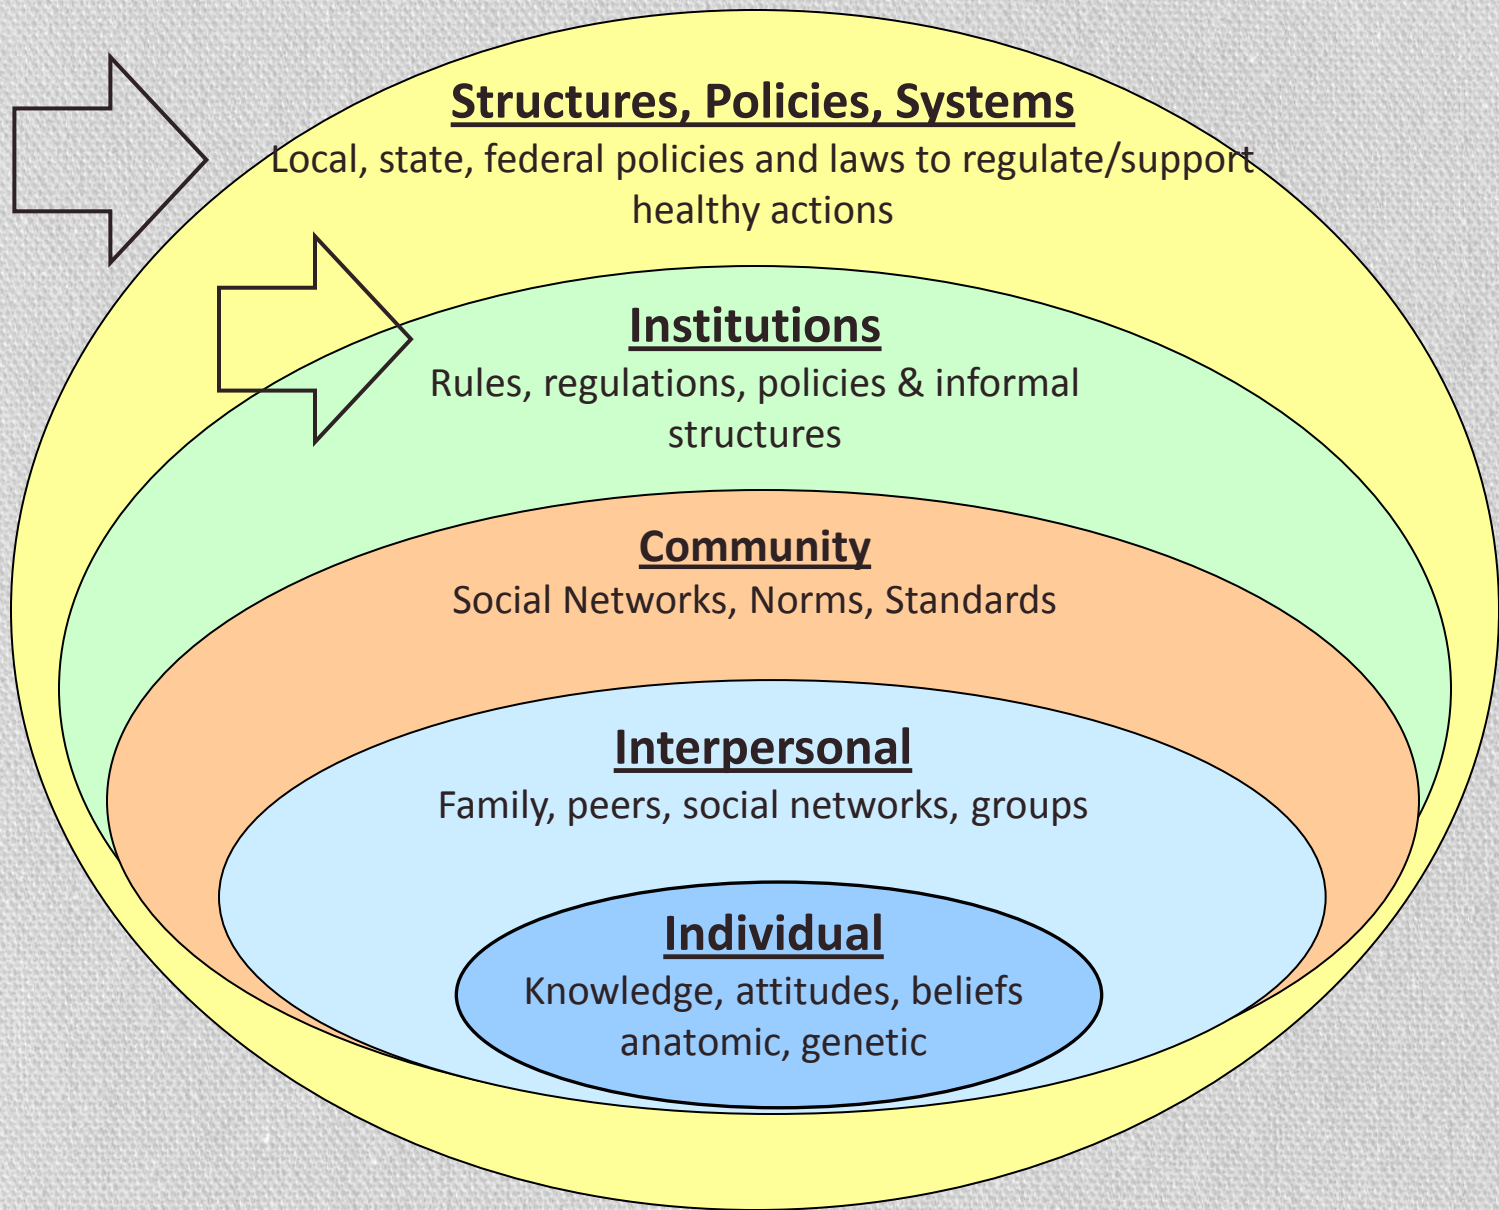 Structures, Policies, Systems
Local, state, federal policies and laws to regulate/support
healthy actions
Institutions
Rules, regulations, policies & informal
structures
Community
Social Networks, Norms, Standards
Interpersonal
Family, peers, social networks, groups
Individual
Knowledge, attitudes, beliefs
anatomic, genetic